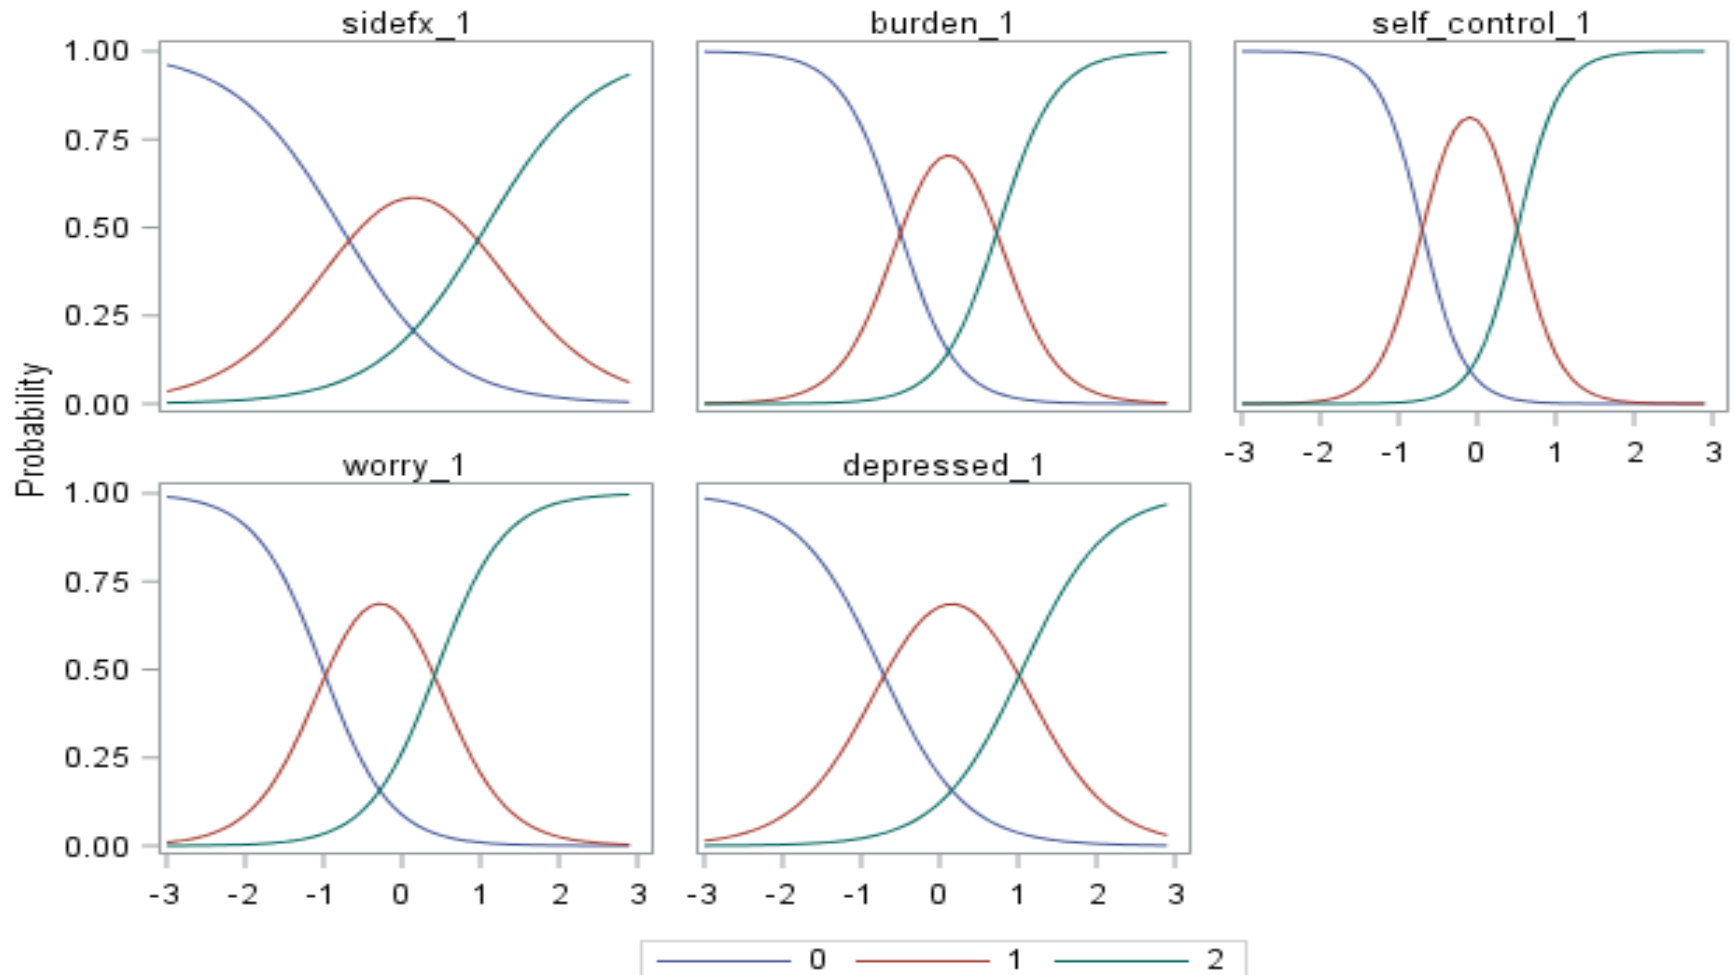 sidefx_1
burden_1
self_control_1
1.00
0.75
0.50
0.25
0.00
-3 -2 -1 0 1 2 3
Probability
worry_1
depressed_1
1.00
0.75
0.50
0.25
0.00
-3 -2 -1 0 1 2 3
-3 -2 -1 0 1 2 3
0 1 2